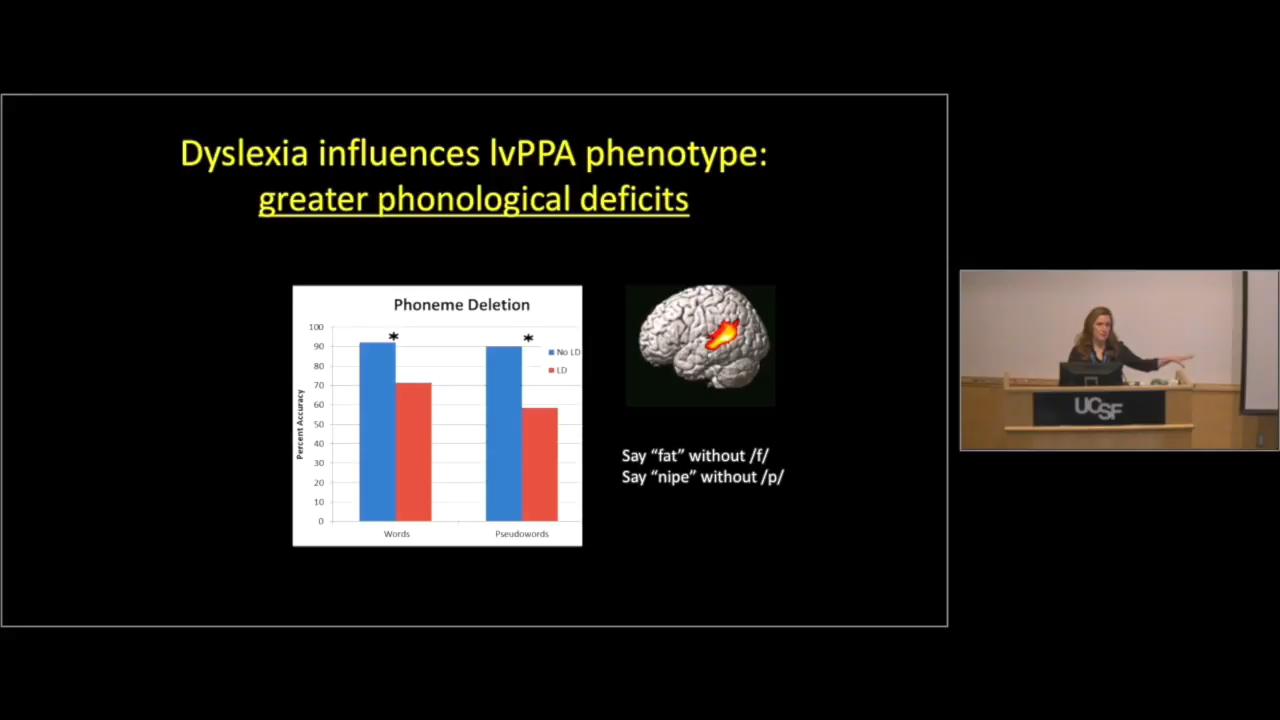 Dyslexia influences lvPPA phenotype:
greater phonological deficits
Phoneme Deletion
100
90
80
70
60
50
40
30
20
10
0
Percent Accuracy
*
*
No LD
LD
Words
Pseudowords
Say “fat” without /f/
Say “nipe” without /p/
UCSF